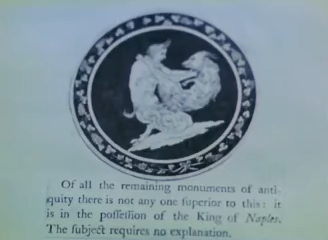 Of all the remaining monuments of anti-
quity there is not any one ſuperior to this: it
is in the poſſeſſion of the King of Naples.
The ſubject requires no explanation.